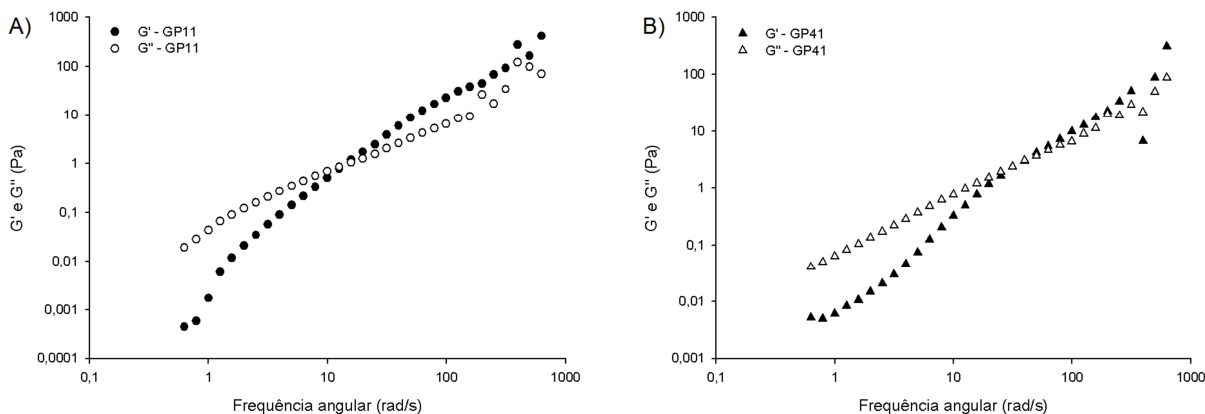 A)
G' - GP11
G'' - GP11
1000
100
10
1
0,1
0,01
0,001
0,0001
G' e G'' (Pa)
0,1
1
10
100
1000
Frequência angular (rad/s)
B)
G' - GP41
G'' - GP41
1000
100
10
1
0,1
0,01
0,001
G' e G'' (Pa)
0,1
1
10
100
1000
Frequência angular (rad/s)